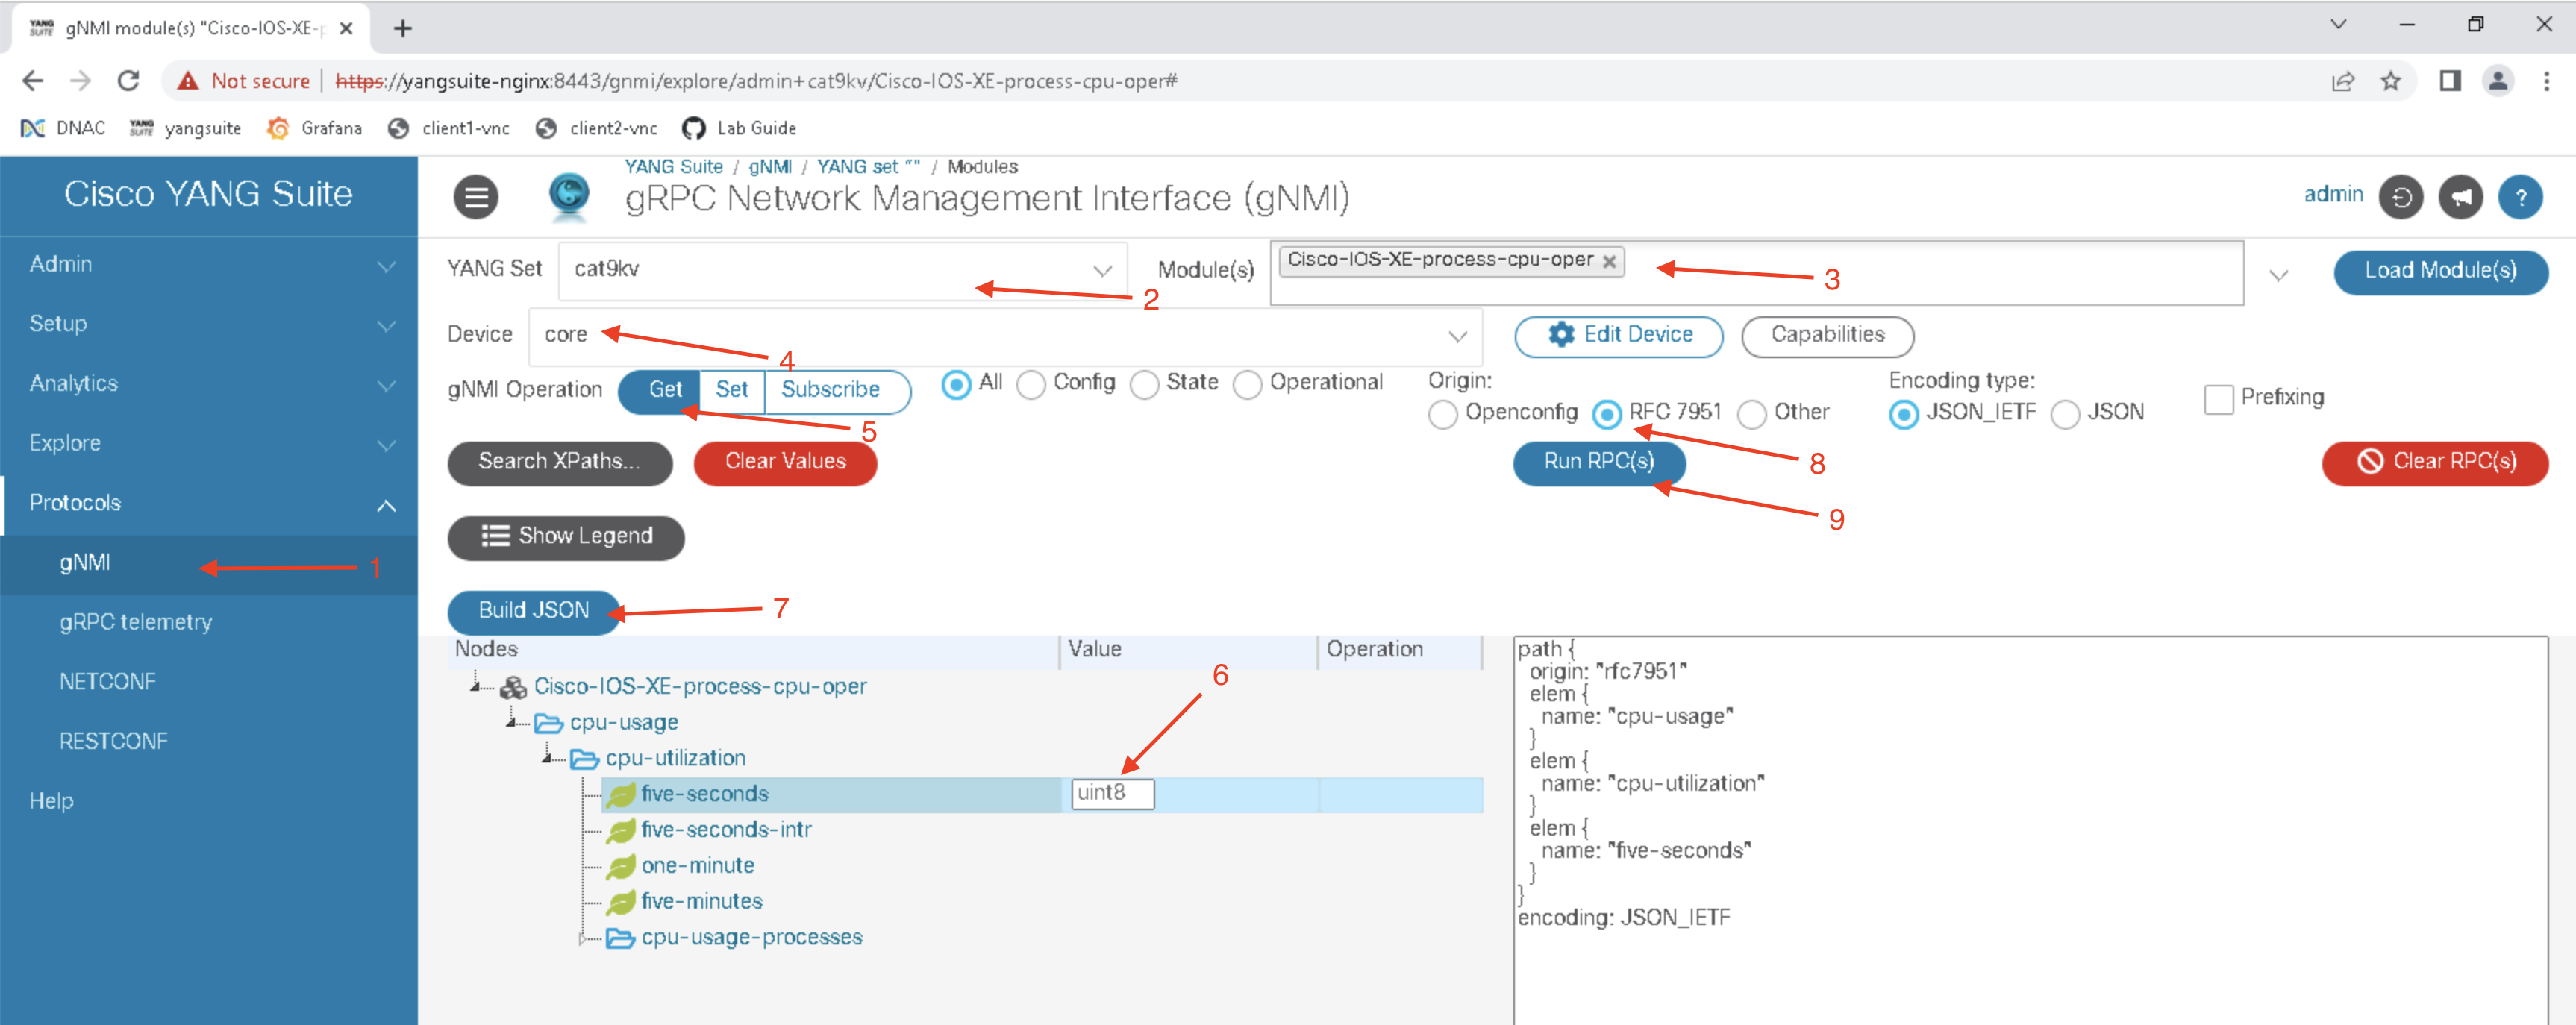 YANG SUITE gNMI module(s) "Cisco-IOS-XE-p
Not secure https://yangsuite-nginx:8443/gnmi/explore/admin+cat9kv/Cisco-IOS-XE-process-cpu-oper#
DNAC YANG SUITE yangsuite Grafana client1-vnc client2-vnc Lab Guide
Cisco YANG Suite
Admin
Setup
Analytics
Explore
Protocols
gNMI 1
gRPC telemetry
NETCONF
RESTCONF
Help
YANG Suite / gNMI / YANG set "" / Modules
gRPC Network Management Interface (gNMI)
admin ?
YANG Set cat9kv 2 Module(s) Cisco-IOS-XE-process-cpu-oper 3 Load Module(s)
Device core 4 Edit Device Capabilities
gNMI Operation Get Set Subscribe All Config State Operational
5
Origin:
Openconfig RFC 7951 Other
8
Encoding type:
JSON_IETF JSON
Prefixing
Search XPaths... Clear Values Run RPC(s) Clear RPC(s)
9
Show Legend
Build JSON 7
Nodes Value Operation
6
Cisco-IOS-XE-process-cpu-oper
cpu-usage
cpu-utilization
five-seconds uint8
five-seconds-intr
one-minute
five-minutes
cpu-usage-processes
path {
origin: "rfc7951"
elem {
name: "cpu-usage"
}
elem {
name: "cpu-utilization"
}
elem {
name: "five-seconds"
}
}
encoding: JSON_IETF